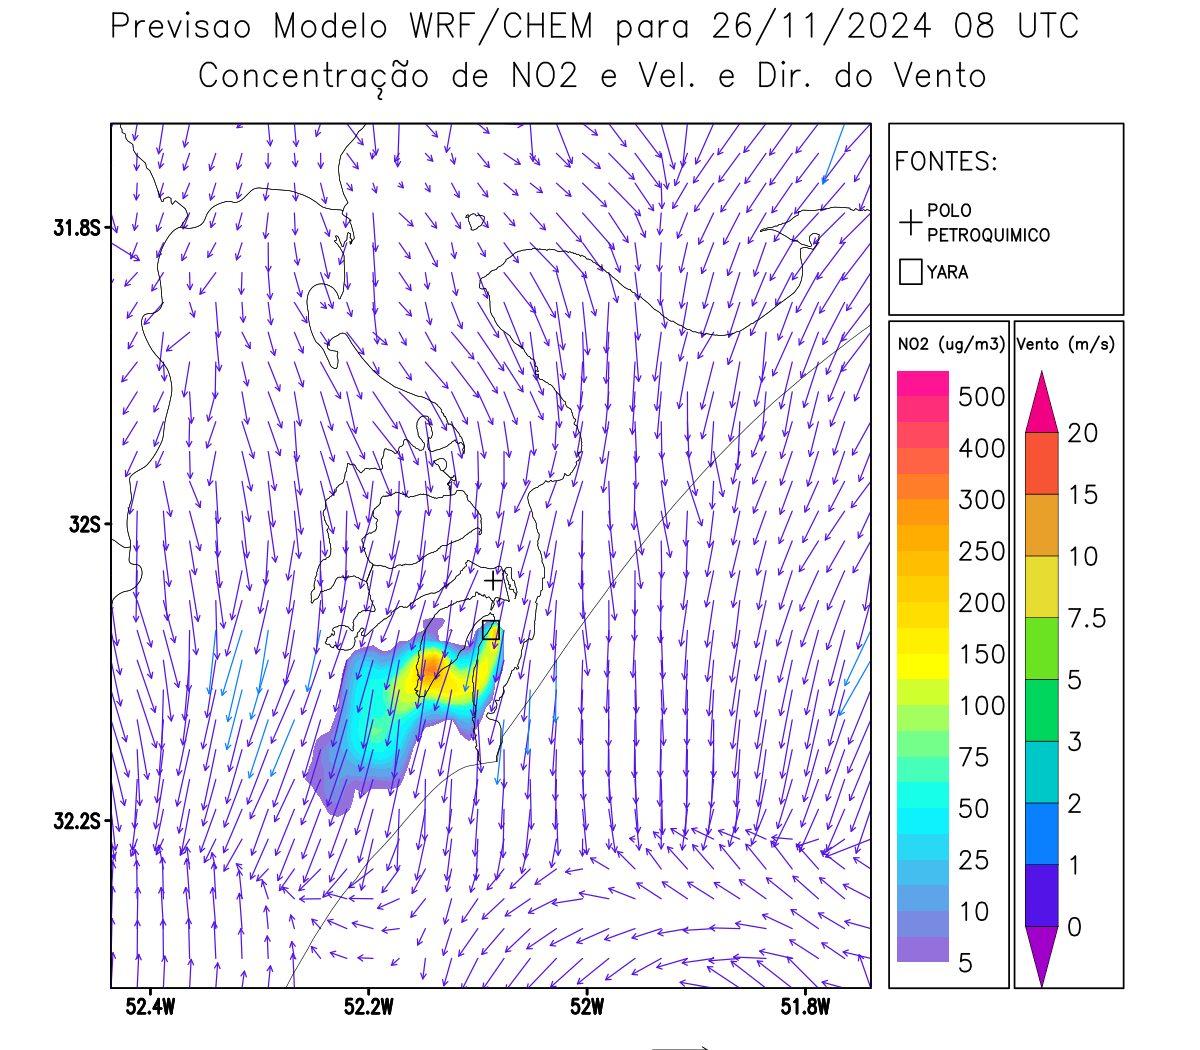 Previsao Modelo WRF/CHEM para 26/11/2024 08 UTC
Concentração de NO2 e Vel. e Dir. do Vento
FONTES:
POLO
PETROQUIMICO
YARA
31.8S
32S
32.2S
52.4W
52.2W
52W
51.8W
NO2 (ug/m3)
500
400
300
250
200
150
100
75
50
25
10
5
Vento (m/s)
20
15
10
7.5
5
3
2
1
0